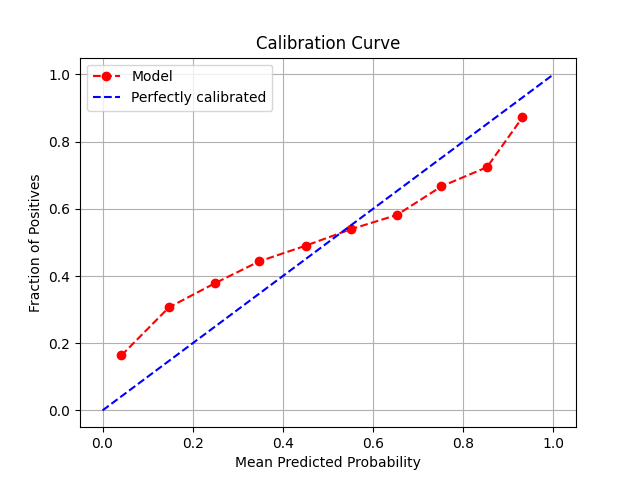 Calibration Curve
Model
Perfectly calibrated
1.0
0.8
0.6
0.4
0.2
0.0
Fraction of Positives
0.0 0.2 0.4 0.6 0.8 1.0
Mean Predicted Probability